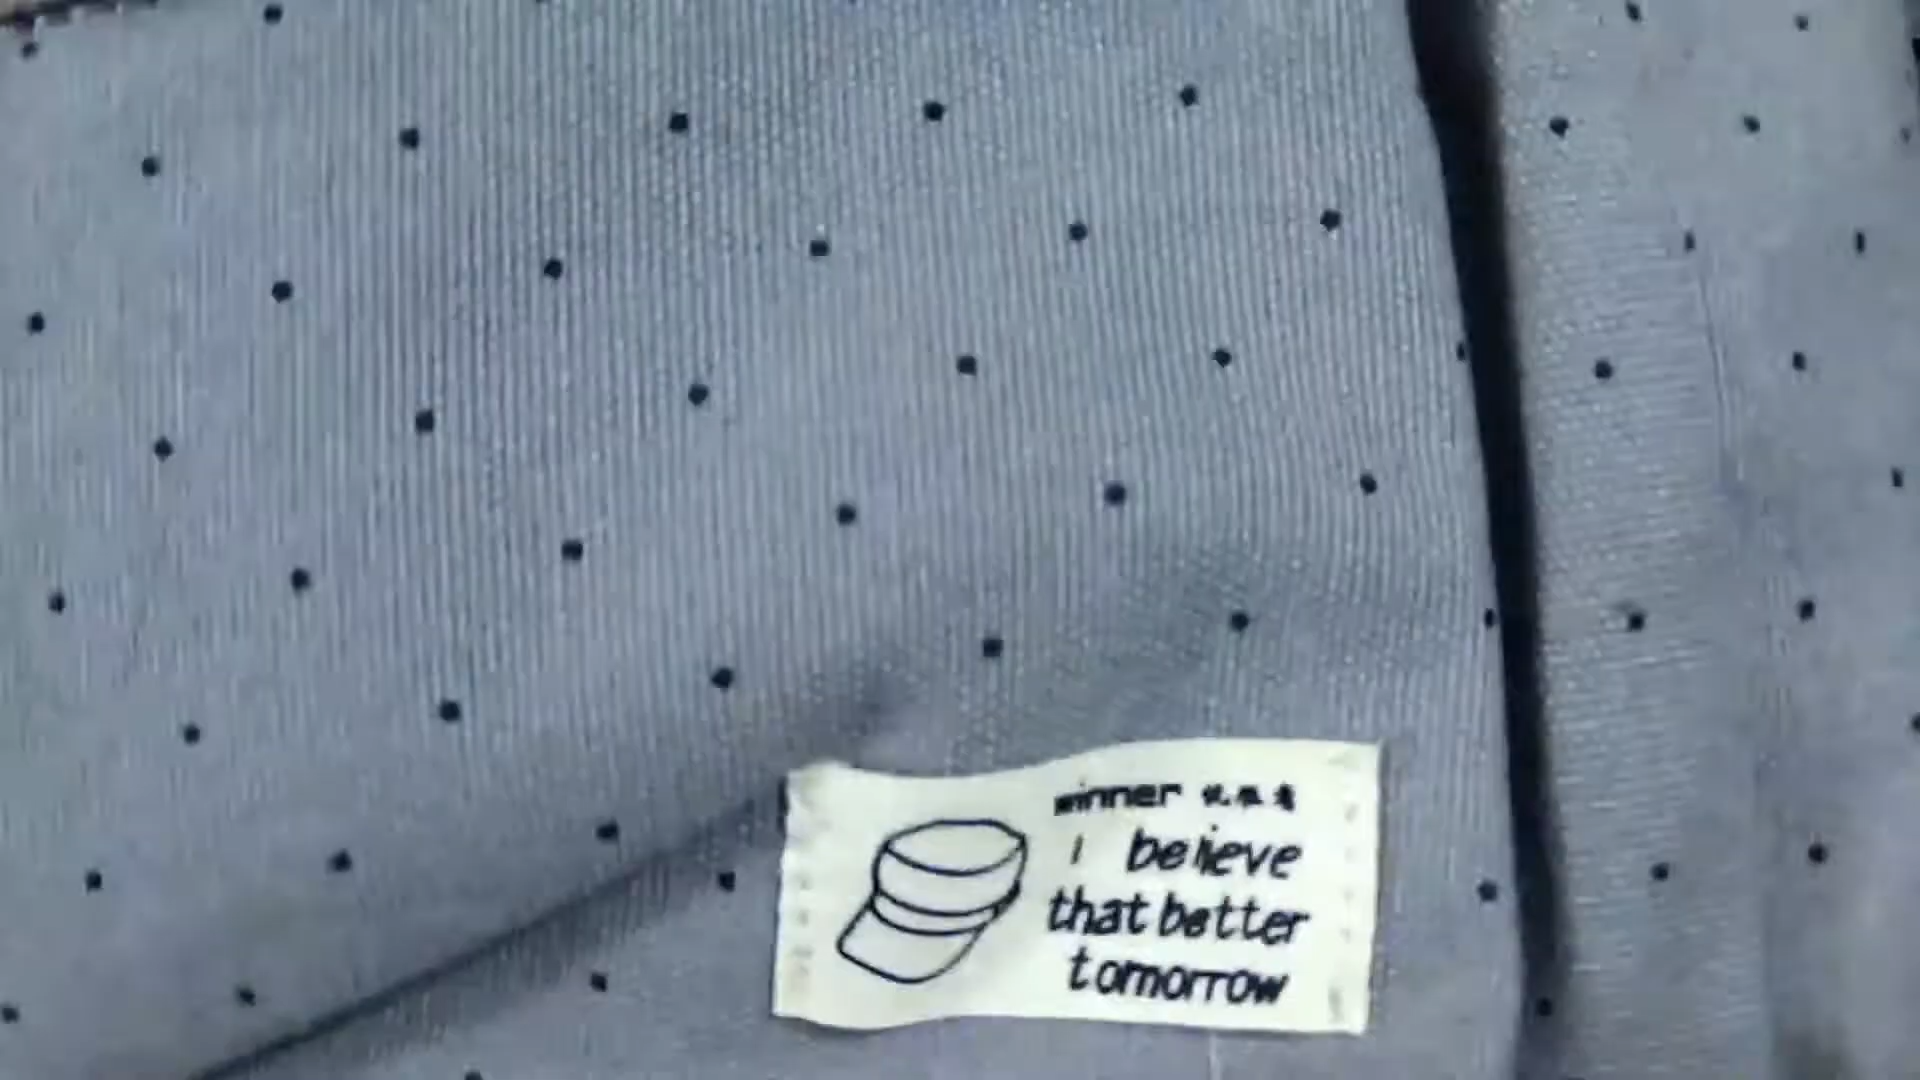 winner ***
i believe
that better
tomorrow